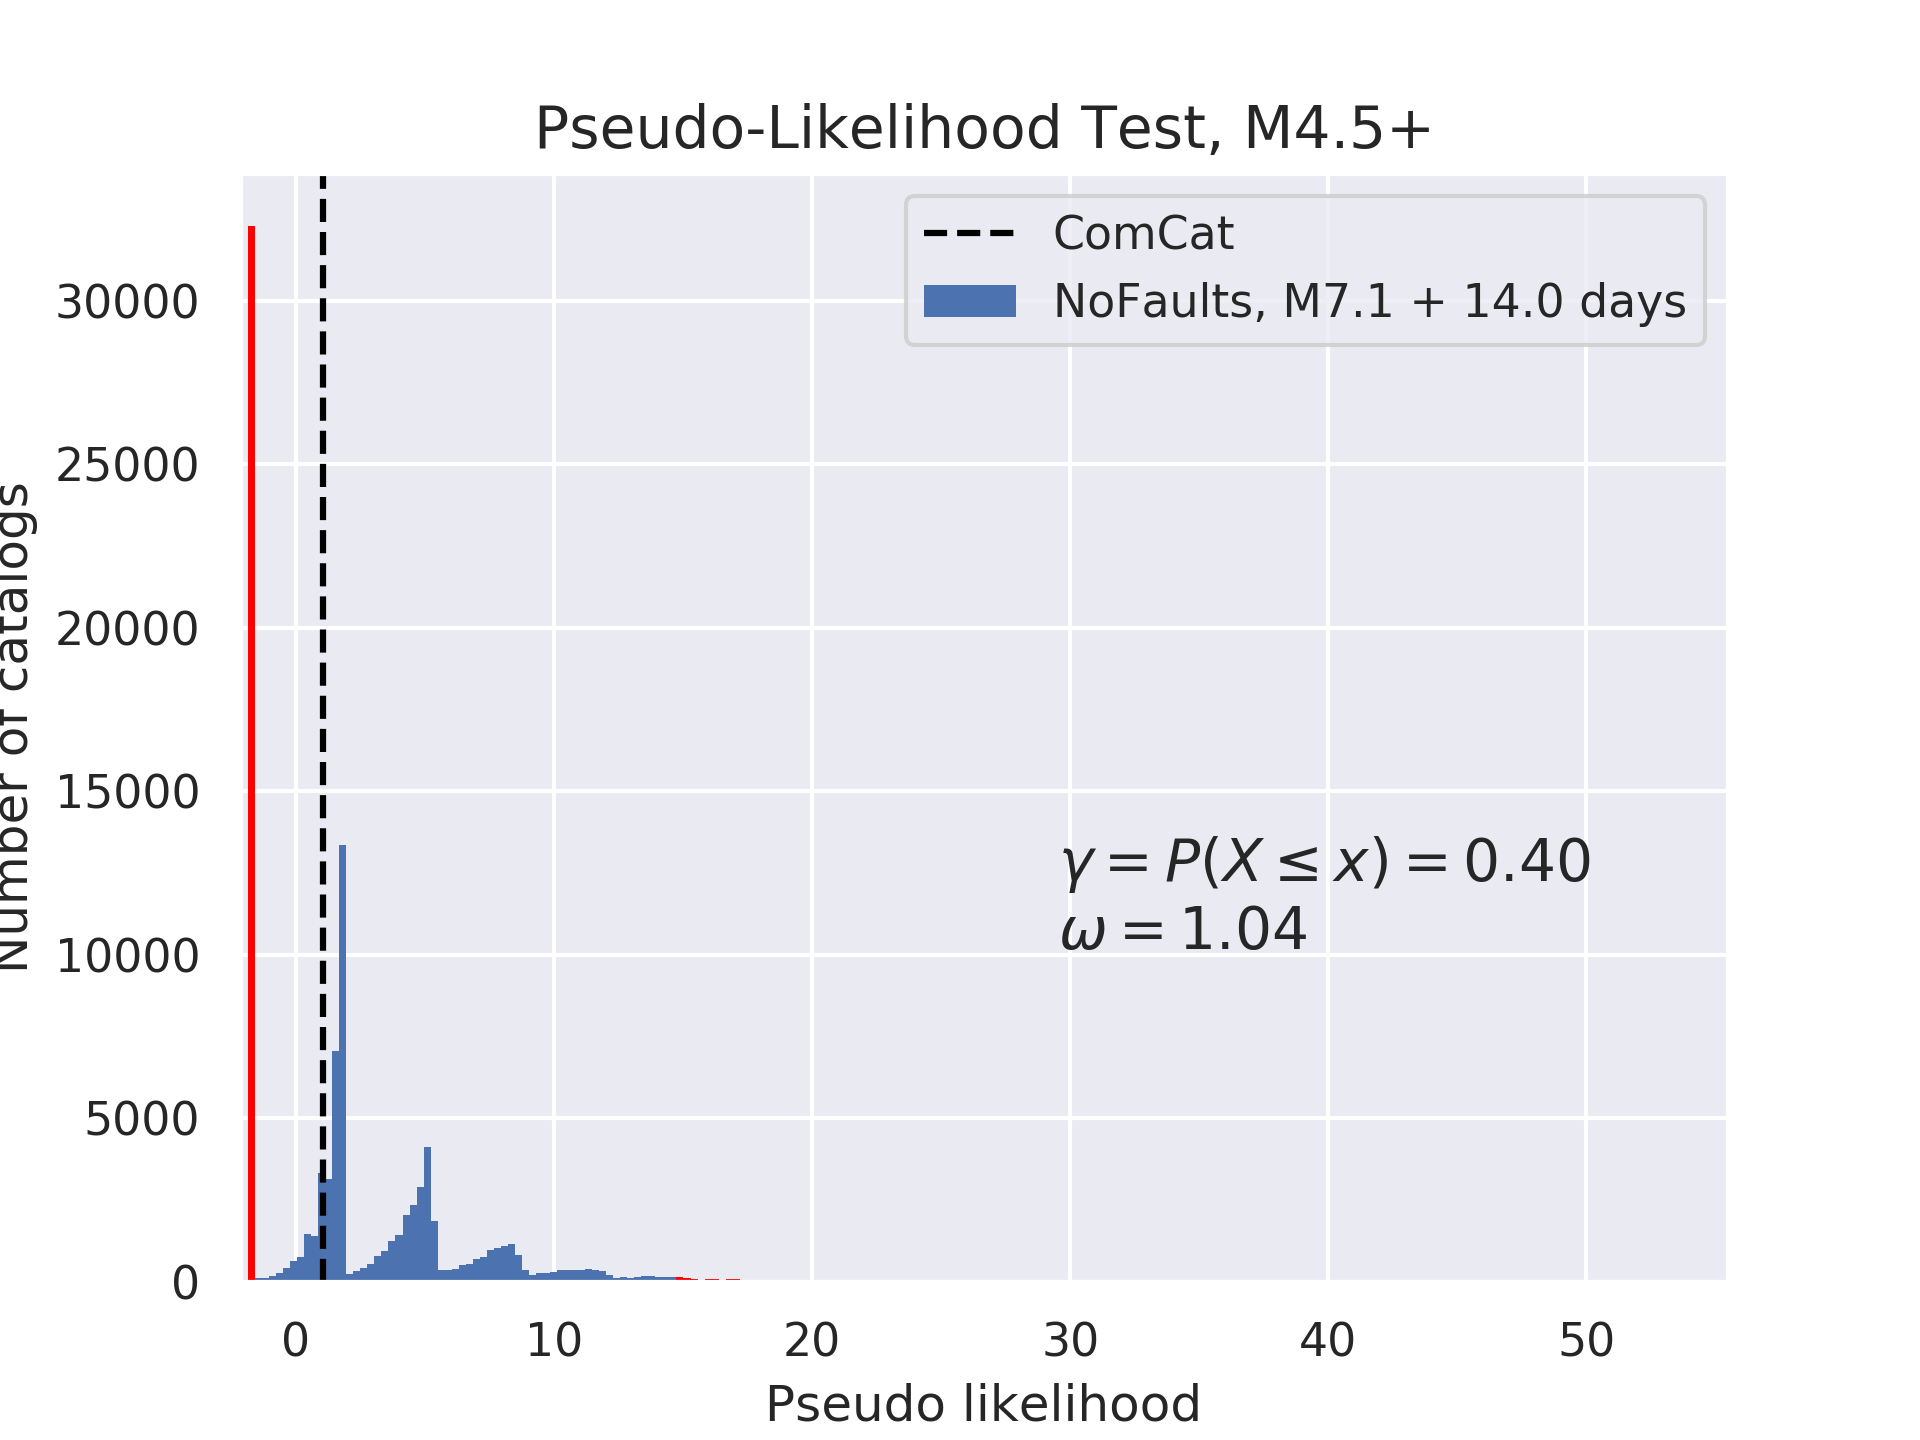 Pseudo-Likelihood Test, M4.5+
ComCat
NoFaults, M7.1 + 14.0 days
30000
25000
20000
15000
10000
5000
0
Number of catalogs
γ = P(X ≤ x) = 0.40
ω = 1.04
0 10 20 30 40 50
Pseudo likelihood